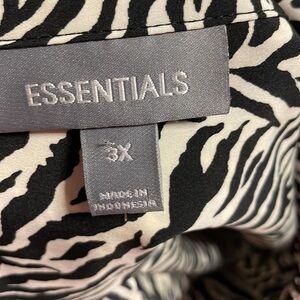 ESSENTIALS
3X
MADE IN
INDONESIA